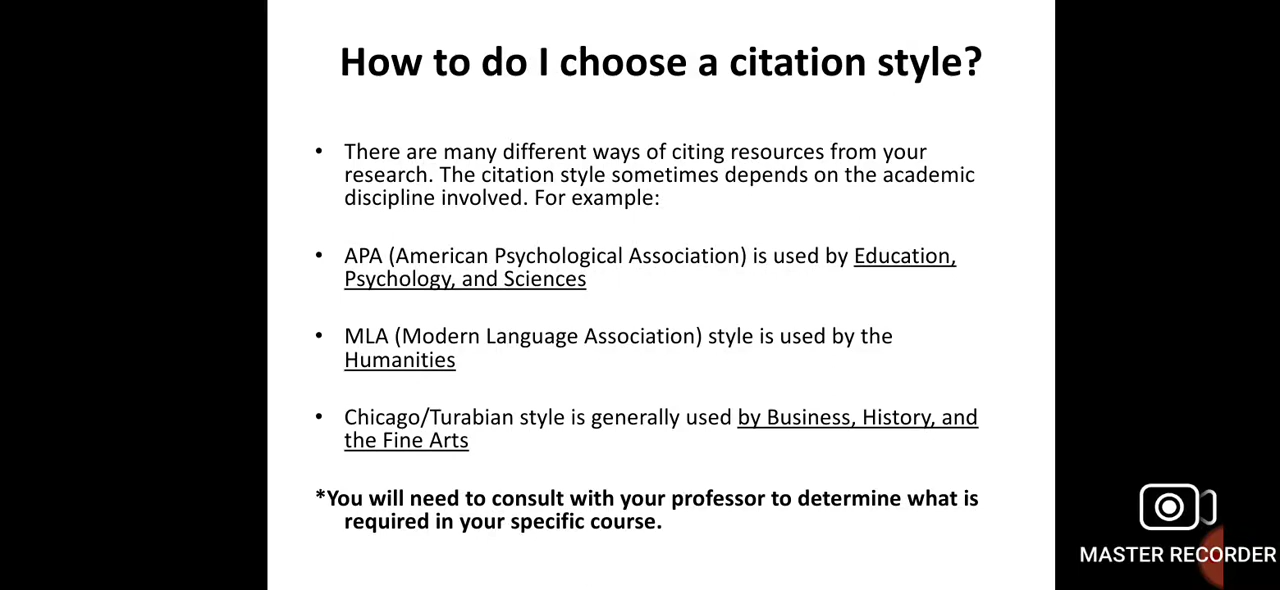 How to do I choose a citation style?
• There are many different ways of citing resources from your
research. The citation style sometimes depends on the academic
discipline involved. For example:
• APA (American Psychological Association) is used by Education,
Psychology, and Sciences
• MLA (Modern Language Association) style is used by the
Humanities
• Chicago/Turabian style is generally used by Business, History, and
the Fine Arts
*You will need to consult with your professor to determine what is
required in your specific course.
MASTER RECORDER